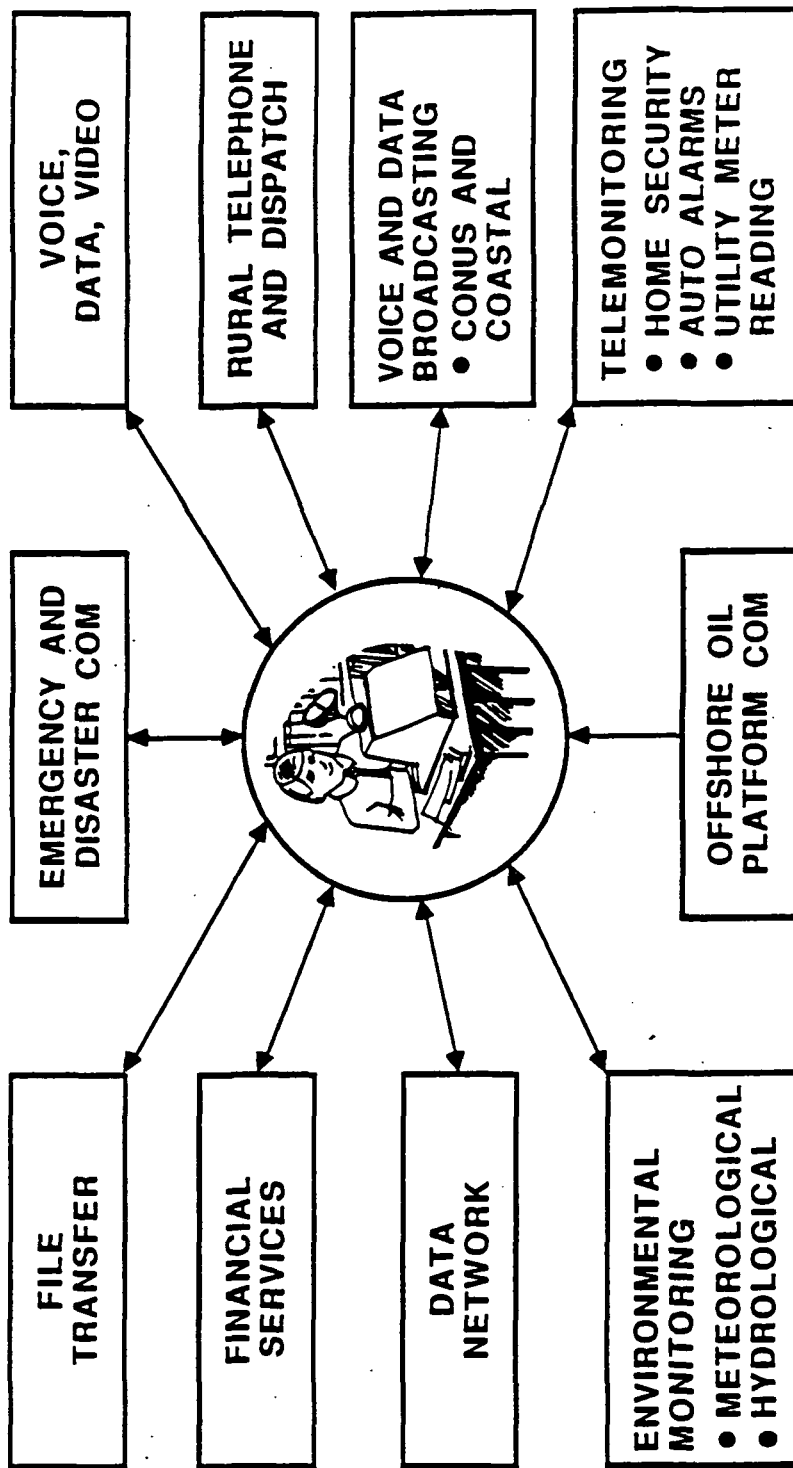 FILE
TRANSFER
EMERGENCY AND
DISASTER COM
VOICE,
DATA, VIDEO
FINANCIAL
SERVICES
RURAL TELEPHONE
AND DISPATCH
DATA
NETWORK
VOICE AND DATA
BROADCASTING
● CONUS AND
COASTAL
ENVIRONMENTAL
MONITORING
● METEOROLOGICAL
● HYDROLOGICAL
OFFSHORE OIL
PLATFORM COM
TELEMONITORING
● HOME SECURITY
● AUTO ALARMS
● UTILITY METER
READING